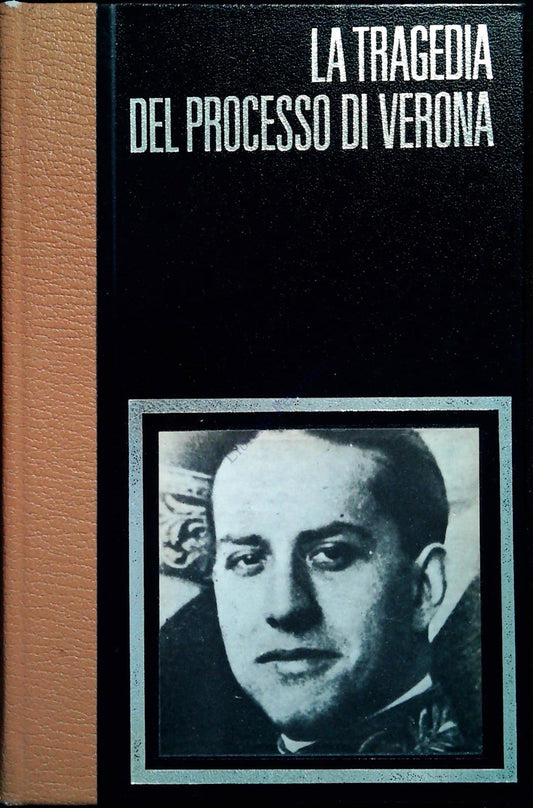 LA TRAGEDIA
DEL PROCESSO DI VERONA